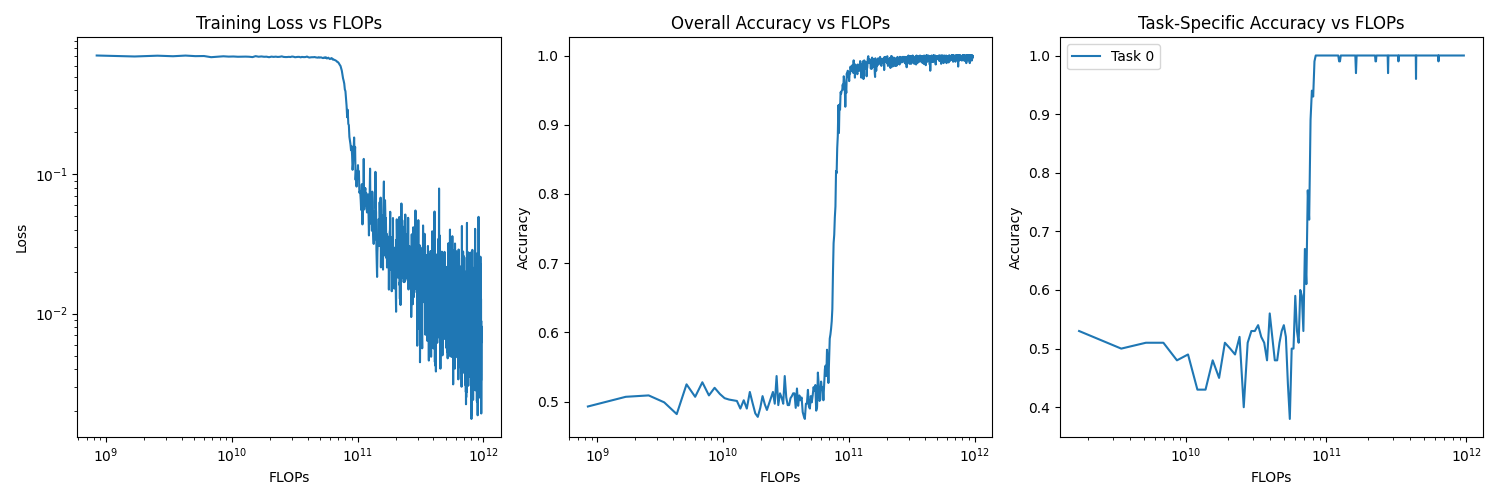 Training Loss vs FLOPs
Loss
10⁻¹
10⁻²
10⁹
10¹⁰
10¹¹
10¹²
FLOPs
Overall Accuracy vs FLOPs
Accuracy
1.0
0.9
0.8
0.7
0.6
0.5
10⁹
10¹⁰
10¹¹
10¹²
FLOPs
Task-Specific Accuracy vs FLOPs
Task 0
Accuracy
1.0
0.9
0.8
0.7
0.6
0.5
0.4
10¹⁰
10¹¹
10¹²
FLOPs